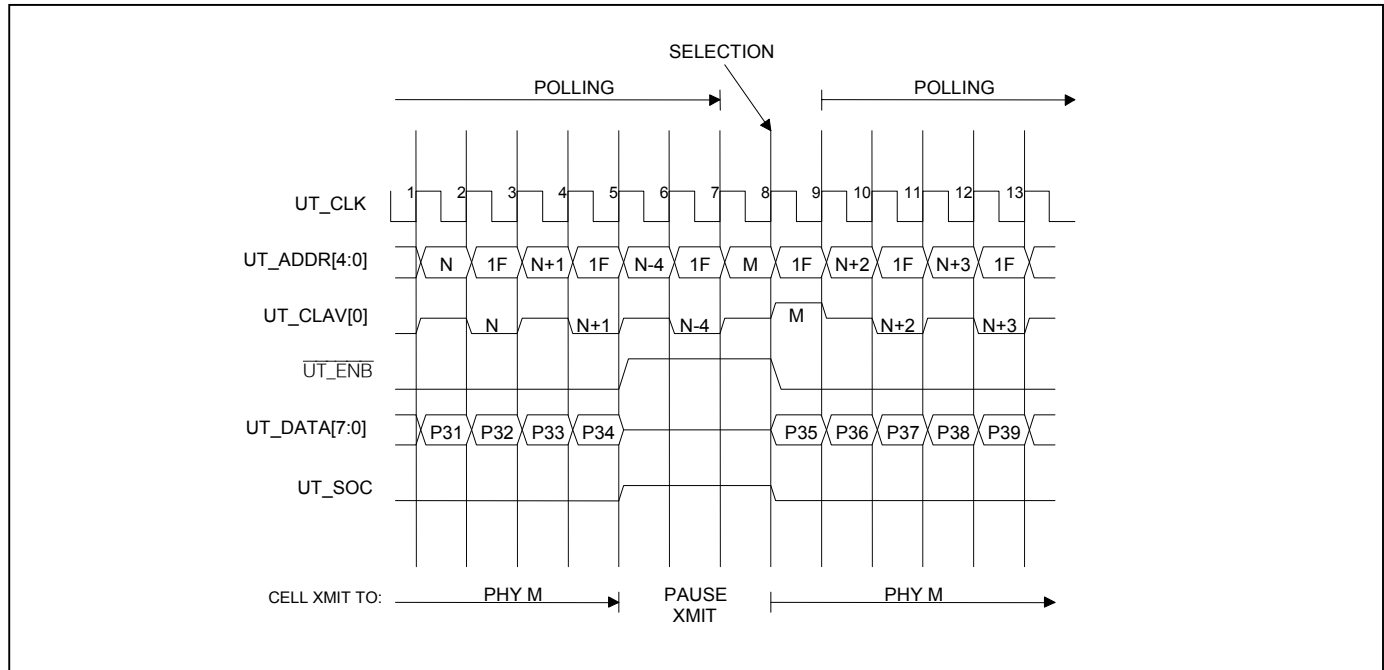 SELECTION
POLLING POLLING
UT_CLK 1 2 3 4 5 6 7 8 9 10 11 12 13
UT_ADDR[4:0] N 1F N+1 1F N-4 1F M 1F N+2 1F N+3 1F
UT_CLAV[0] N N+1 N-4 M N+2 N+3
UT_ENB
UT_DATA[7:0] P31 P32 P33 P34 P35 P36 P37 P38 P39
UT_SOC
CELL XMIT TO: PHY M PAUSE PHY M
XMIT